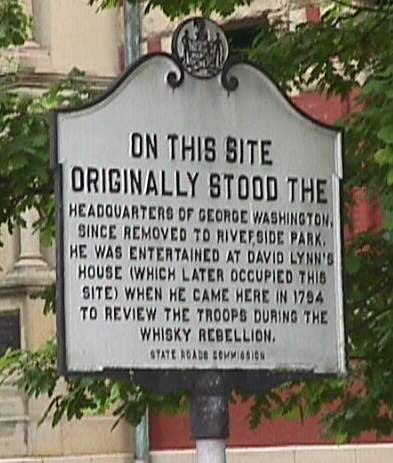 ON THIS SITE
ORIGINALLY STOOD THE
HEADQUARTERS OF GEORGE WASHINGTON,
SINCE REMOVED TO RIVERSIDE PARK.
HE WAS ENTERTAINED AT DAVID LYNN'S
HOUSE (WHICH LATER OCCUPIED THIS
SITE) WHEN HE CAME HERE IN 1794
TO REVIEW THE TROOPS DURING THE
WHISKY REBELLION.
STATE ROADS COMMISSION